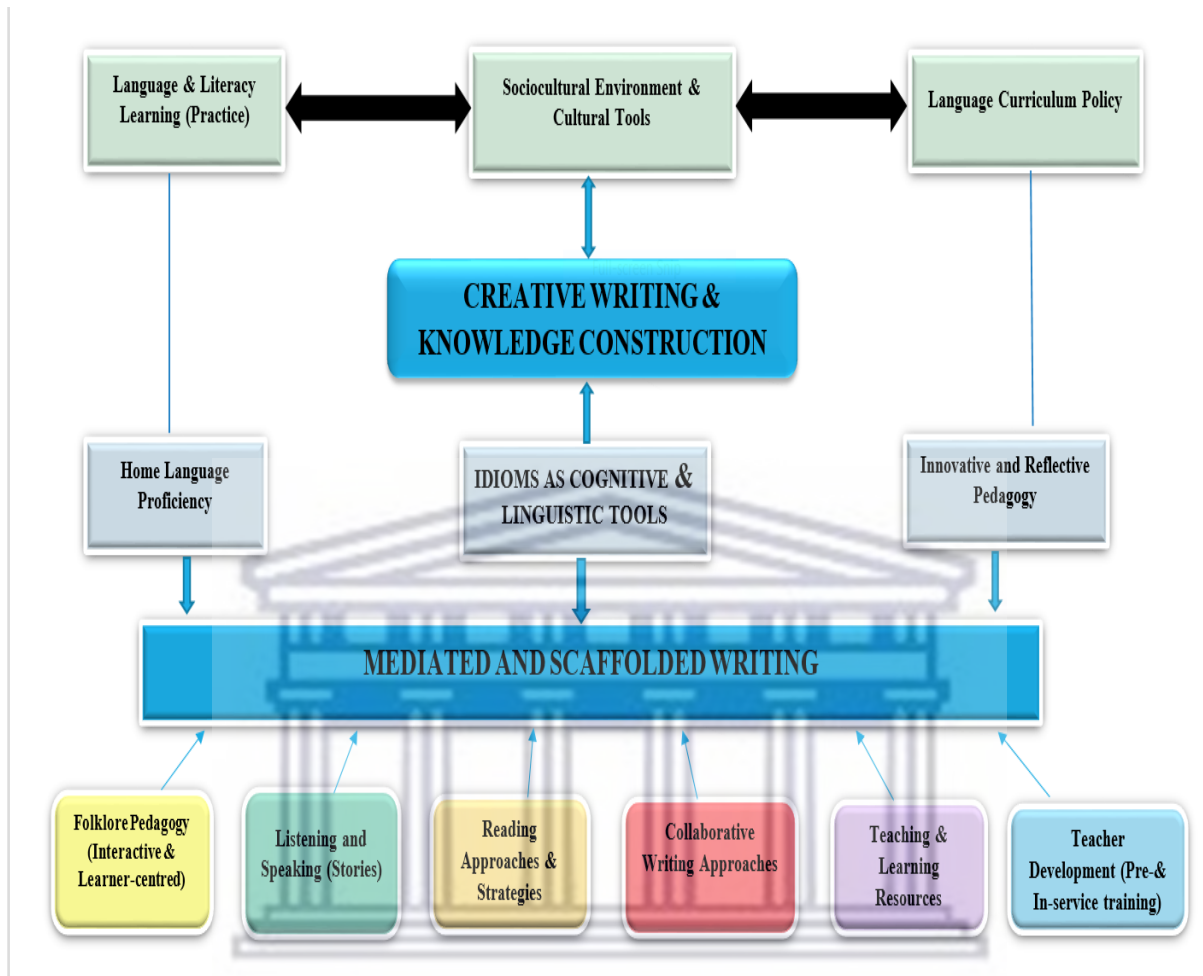 Language & Literacy
Learning (Practice)
Sociocultural Environment &
Cultural Tools
Language Curriculum Policy
CREATIVE WRITING &
KNOWLEDGE CONSTRUCTION
Home Language
Proficiency
IDIOMS AS COGNITIVE &
LINGUISTIC TOOLS
Innovative and Reflective
Pedagogy
MEDIATED AND SCAFFOLDED WRITING
Folklore Pedagogy
(Interactive &
Learner-centred)
Listening and
Speaking (Stories)
Reading
Approaches &
Strategies
Collaborative
Writing Approaches
Teaching &
Learning
Resources
Teacher
Development (Pre-&
In-service training)